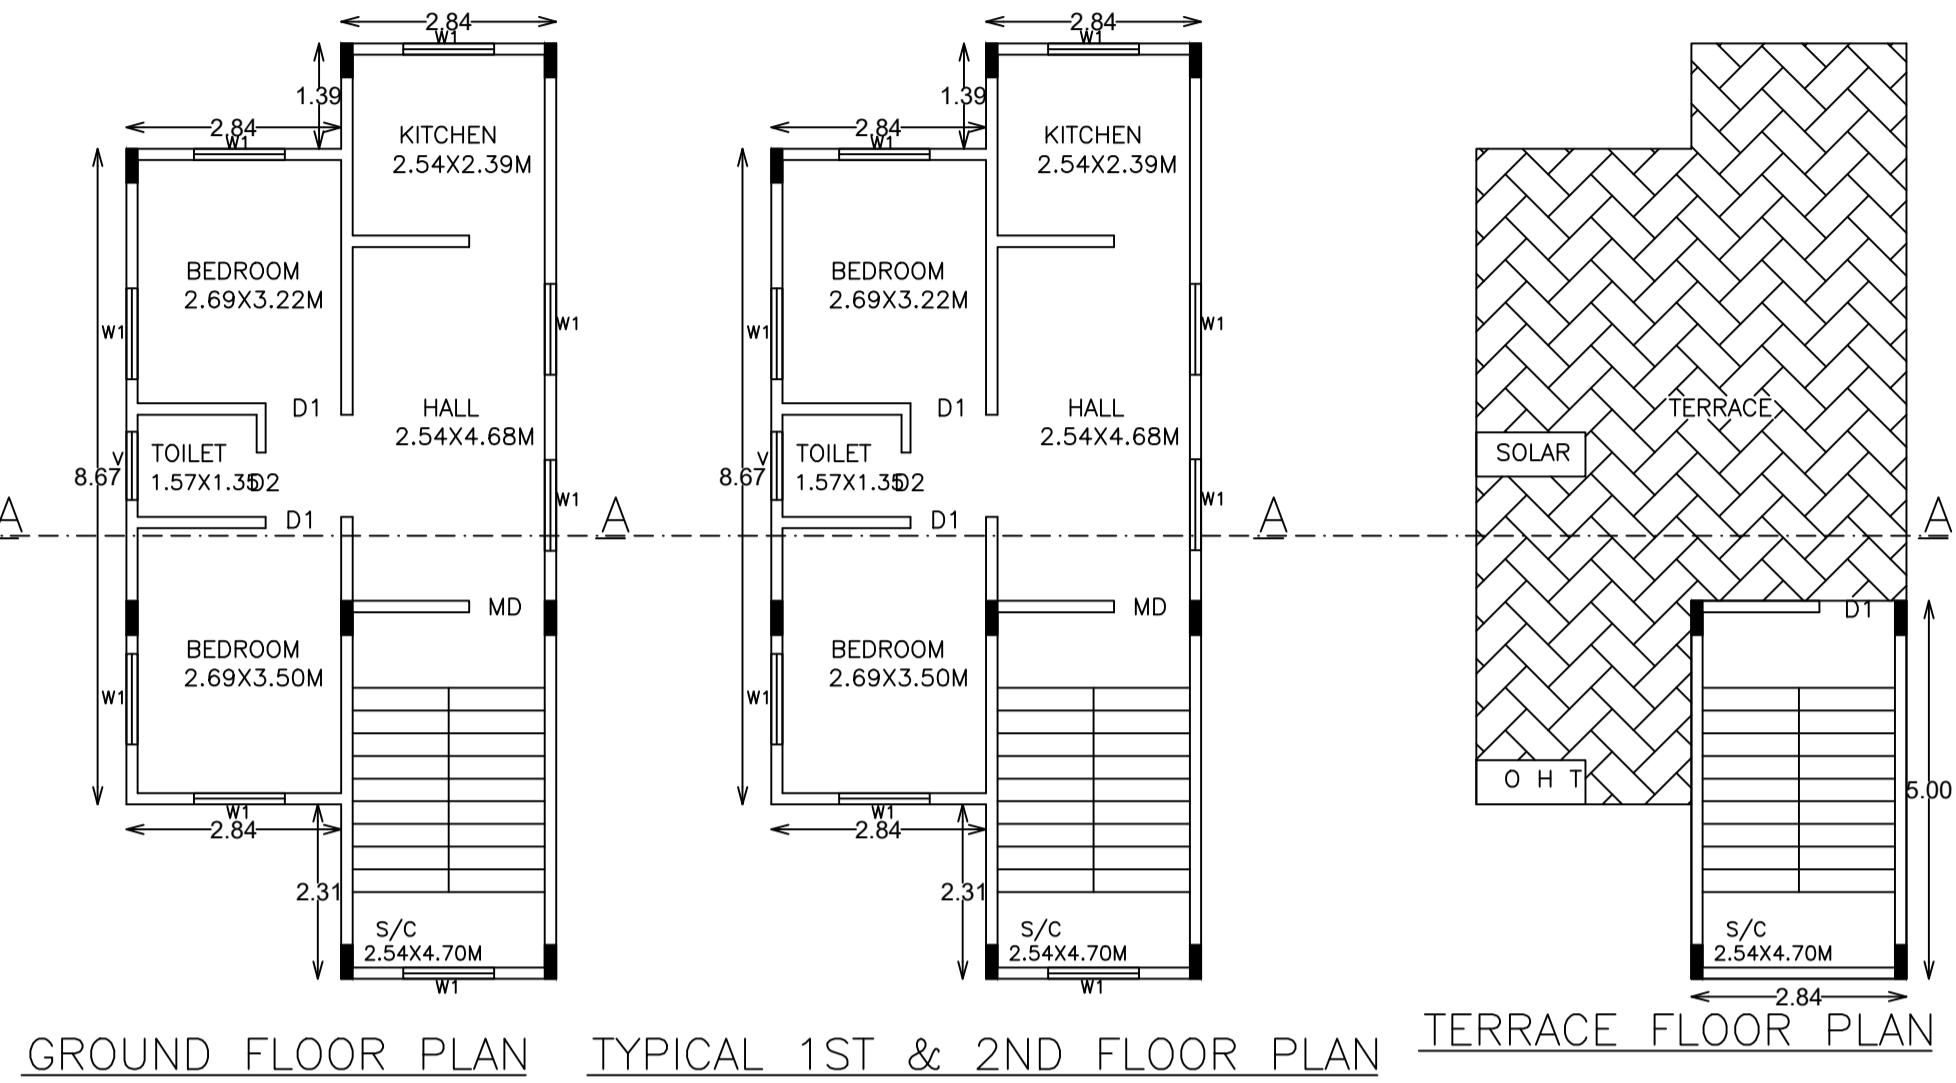 2.84
W1
1.39
2.84
W1
KITCHEN
2.54X2.39M
BEDROOM
2.69X3.22M
W1
W1
D1
HALL
2.54X4.68M
V
TOILET
1.57X1.35
D2
8.67
W1
D1
A
A
MD
BEDROOM
2.69X3.50M
W1
W1
2.84
2.31
S/C
2.54X4.70M
W1
GROUND FLOOR PLAN
2.84
W1
1.39
2.84
W1
KITCHEN
2.54X2.39M
BEDROOM
2.69X3.22M
W1
W1
D1
HALL
2.54X4.68M
V
TOILET
1.57X1.35
D2
8.67
W1
D1
A
MD
BEDROOM
2.69X3.50M
W1
W1
2.84
2.31
S/C
2.54X4.70M
W1
TYPICAL 1ST & 2ND FLOOR PLAN
TERRACE
SOLAR
A
D1
O H T
5.00
S/C
2.54X4.70M
2.84
TERRACE FLOOR PLAN